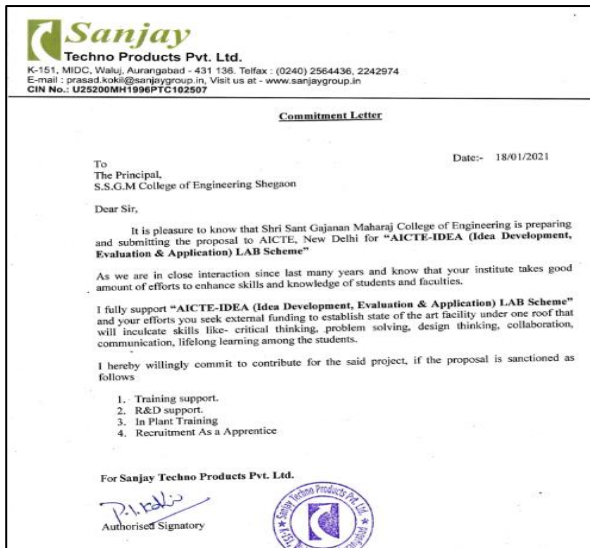 Sanjay
Techno Products Pvt. Ltd.
K-151, MIDC, Waluj, Aurangabad - 431 136. Telfax : (0240) 2564436, 2242974
E-mail : prasad.kokil@sanjaygroup.in, Visit us at - www.sanjaygroup.in
CIN No.: U25200MH1996PTC102507
Commitment Letter
Date:- 18/01/2021
To
The Principal,
S.S.G.M College of Engineering Shegaon
Dear Sir,
It is pleasure to know that Shri Sant Gajanan Maharaj College of Engineering is preparing
and submitting the proposal to AICTE, New Delhi for "AICTE-IDEA (Idea Development,
Evaluation & Application) LAB Scheme"
As we are in close interaction since last many years and know that your institute takes good
amount of efforts to enhance skills and knowledge of students and faculties.
I fully support "AICTE-IDEA (Idea Development, Evaluation & Application) LAB Scheme"
and your efforts you seek external funding to establish state of the art facility under one roof that
will inculcate skills like- critical thinking, problem solving, design thinking, collaboration,
communication, lifelong learning among the students.
I hereby willingly commit to contribute for the said project, if the proposal is sanctioned as
follows
1. Training support.
2. R&D support.
3. In Plant Training
4. Recruitment As a Apprentice
For Sanjay Techno Products Pvt. Ltd.
Authorised Signatory
Sanjay Techno Products Pvt. Ltd.